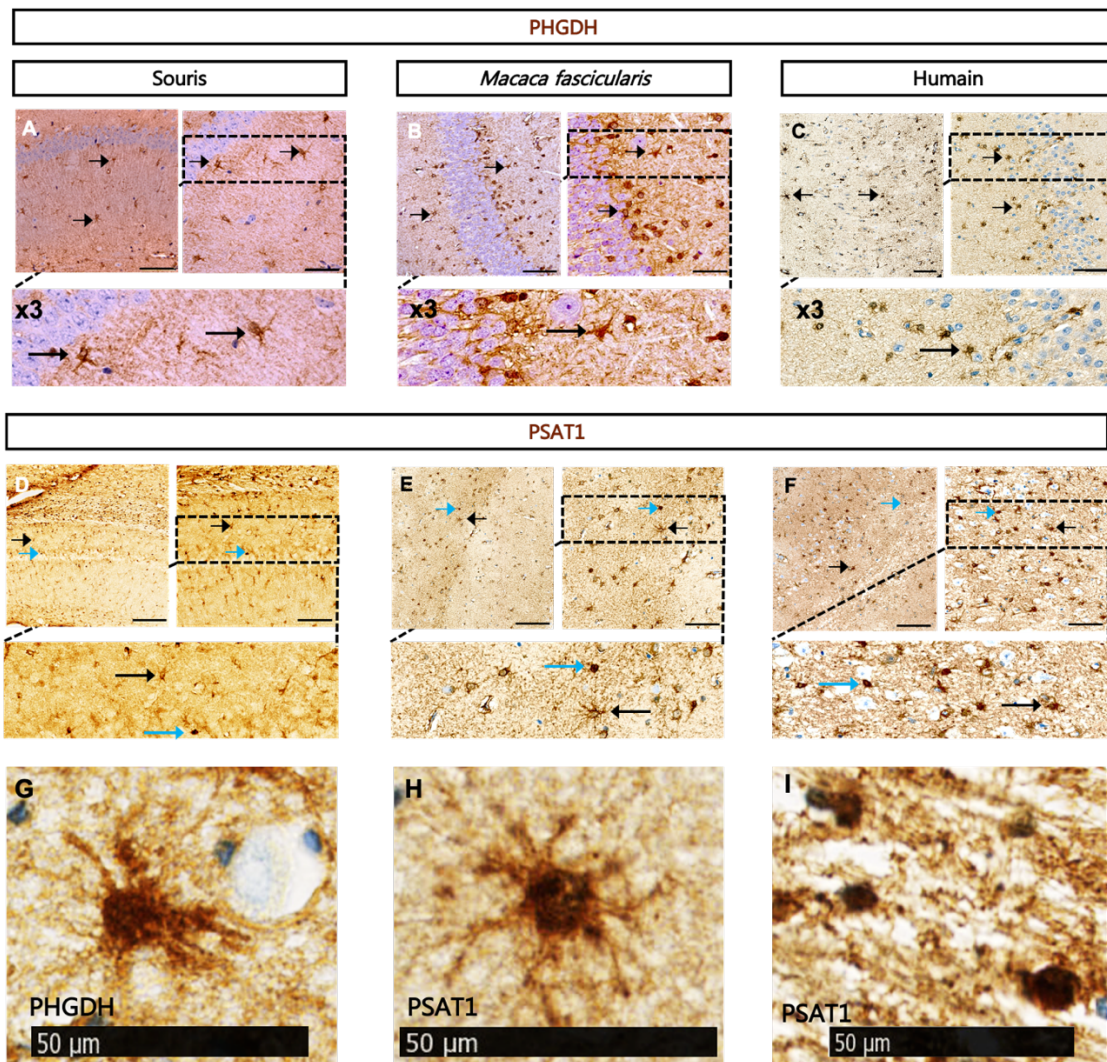 PHGDH
Souris
Macaca fascicularis
Humain
A
B
C
x3
x3
x3
PSAT1
D
E
F
G
H
I
PHGDH
PSAT1
PSAT1
50 µm
50 µm
50 µm